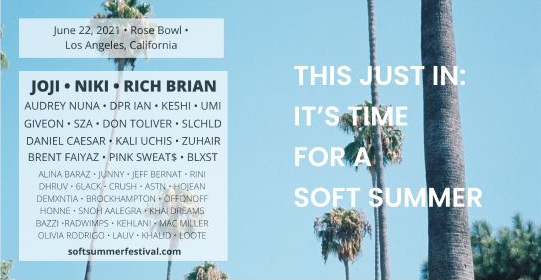 June 22, 2021 • Rose Bowl •
Los Angeles, California
JOJI • NIKI • RICH BRIAN
AUDREY NUNA • DPR IAN • KESHI • UMI
GIVEON • SZA • DON TOLIVER • SLCHLD
DANIEL CAESAR • KALI UCHIS • ZUHAIR
BRENT FAIYAZ • PINK SWEAT$ • BLXST
ALINA BARAZ • JUNNY • JEFF BERNAT • RINI
DHRUV • 6LACK • CRUSH • ASTN • HOJEAN
DEMXNTIA • BROCKHAMPTON • OFFONOFF
HONNE • SNOH AALEGRA • KHAI DREAMS
BAZZI •RADWIMPS • KEHLANI • MAC MILLER
OLIVIA RODRIGO • LAUV • KHALID • LOOTE
softsummerfestival.com
THIS JUST IN:
IT'S TIME
FOR A
SOFT SUMMER